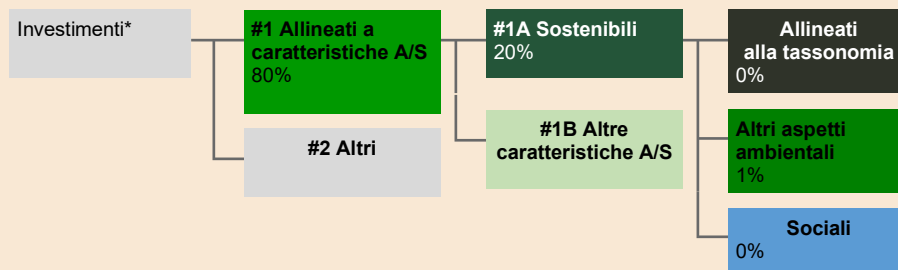 Investimenti*
#1 Allineati a
caratteristiche A/S
80%
#2 Altri
#1A Sostenibili
20%
#1B Altre
caratteristiche A/S
Allineati
alla tassonomia
0%
Altri aspetti
ambientali
1%
Sociali
0%